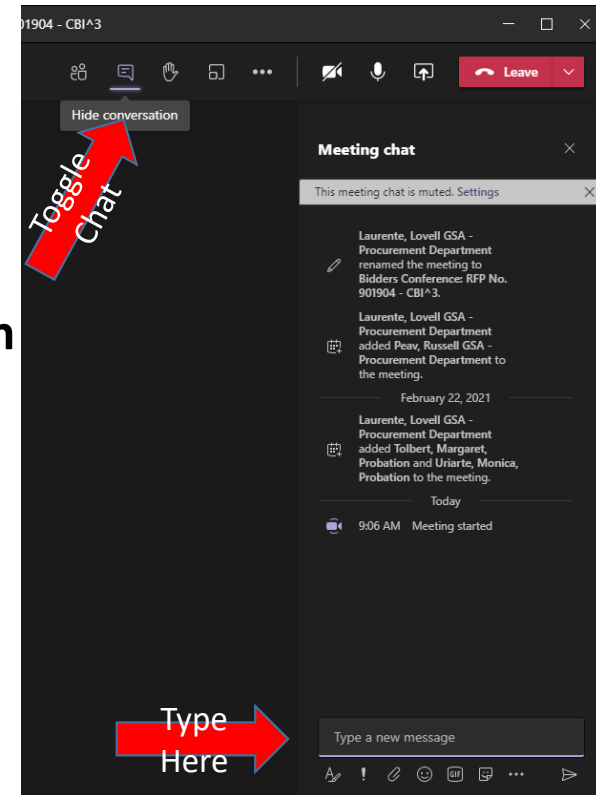 01904 - CBI^3
Leave
Hide conversation
Toggle
Chat
Meeting chat
This meeting chat is muted. Settings
Laurente, Lovell GSA -
Procurement Department
renamed the meeting to
Bidders Conference: RFP No.
901904 - CBI^3.
Laurente, Lovell GSA -
Procurement Department
added Peav, Russell GSA -
Procurement Department to
the meeting.
February 22, 2021
Laurente, Lovell GSA -
Procurement Department
added Tolbert, Margaret,
Probation and Uriarte, Monica,
Probation to the meeting.
Today
9:06 AM Meeting started
Type
Here
Type a new message
GIF